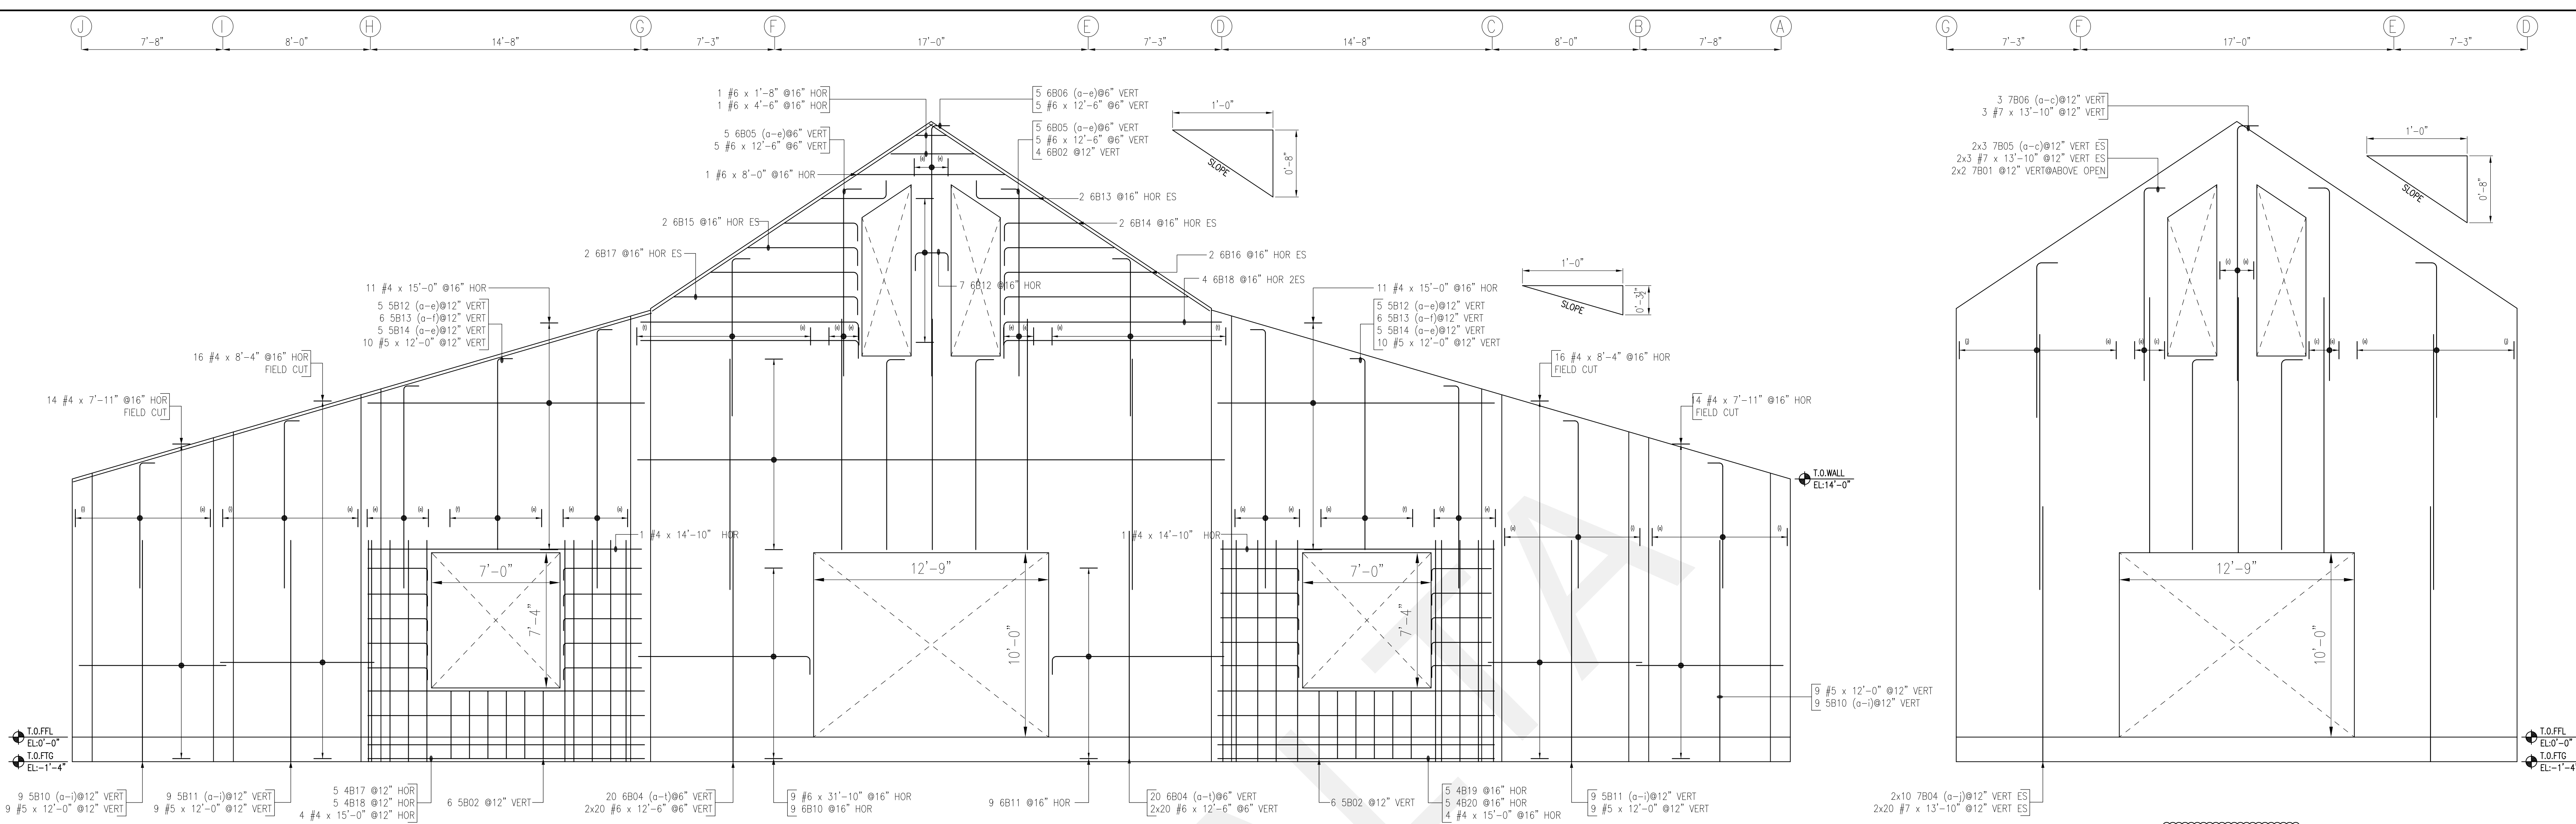 J I H G F E D C B A G F E D
7'-8" 8'-0" 14'-8" 7'-3" 17'-0" 7'-3" 14'-8" 8'-0" 7'-8" 7'-3" 17'-0" 7'-3"
1 #6 x 1'-8" @16" HOR
1 #6 x 4'-6" @16" HOR
5 6B06 (a-e)@6" VERT
5 #6 x 12'-6" @6" VERT
5 6B05 (a-e)@6" VERT
5 #6 x 12'-6" @6" VERT
5 6B05 (a-e)@6" VERT
5 #6 x 12'-6" @6" VERT
4 6B02 @12" VERT
1'-0"
0'-8"
SLOPE
3 7B06 (a-c)@12" VERT
3 #7 x 13'-10" @12" VERT
2x3 7B05 (a-c)@12" VERT ES
2x3 #7 x 13'-10" @12" VERT ES
2x2 7B01 @12" VERT@ABOVE OPEN
1'-0"
0'-8"
SLOPE
1 #6 x 8'-0" @16" HOR
2 6B13 @16" HOR ES
2 6B15 @16" HOR ES
2 6B14 @16" HOR ES
2 6B17 @16" HOR ES
2 6B16 @16" HOR ES
4 6B18 @16" HOR 2ES
7 6B12 @16" HOR
1'-0"
0'-3½"
SLOPE
11 #4 x 15'-0" @16" HOR
5 5B12 (a-e)@12" VERT
6 5B13 (a-f)@12" VERT
5 5B14 (a-e)@12" VERT
10 #5 x 12'-0" @12" VERT
11 #4 x 15'-0" @16" HOR
5 5B12 (a-e)@12" VERT
6 5B13 (a-f)@12" VERT
5 5B14 (a-e)@12" VERT
10 #5 x 12'-0" @12" VERT
16 #4 x 8'-4" @16" HOR
FIELD CUT
16 #4 x 8'-4" @16" HOR
FIELD CUT
14 #4 x 7'-11" @16" HOR
FIELD CUT
14 #4 x 7'-11" @16" HOR
FIELD CUT
T.O.WALL
EL:14'-0"
1 #4 x 14'-10" HOR
1 #4 x 14'-10" HOR
7'-0"
7'-4"
12'-9"
10'-0"
7'-0"
7'-4"
12'-9"
10'-0"
9 #5 x 12'-0" @12" VERT
9 5B10 (a-i)@12" VERT
T.O.FFL
EL:0'-0"
T.O.FTG
EL:-1'-4"
T.O.FFL
EL:0'-0"
T.O.FTG
EL:-1'-4"
9 5B10 (a-i)@12" VERT
9 #5 x 12'-0" @12" VERT
9 5B11 (a-i)@12" VERT
9 #5 x 12'-0" @12" VERT
5 4B17 @12" HOR
5 4B18 @12" HOR
4 #4 x 15'-0" @12" HOR
6 5B02 @12" VERT
20 6B04 (a-t)@6" VERT
2x20 #6 x 12'-6" @6" VERT
9 #6 x 31'-10" @16" HOR
9 6B10 @16" HOR
9 6B11 @16" HOR
20 6B04 (a-t)@6" VERT
2x20 #6 x 12'-6" @6" VERT
6 5B02 @12" VERT
5 4B19 @16" HOR
5 4B20 @16" HOR
4 #4 x 15'-0" @16" HOR
9 5B11 (a-i)@12" VERT
9 #5 x 12'-0" @12" VERT
2x10 7B04 (a-j)@12" VERT ES
2x20 #7 x 13'-10" @12" VERT ES